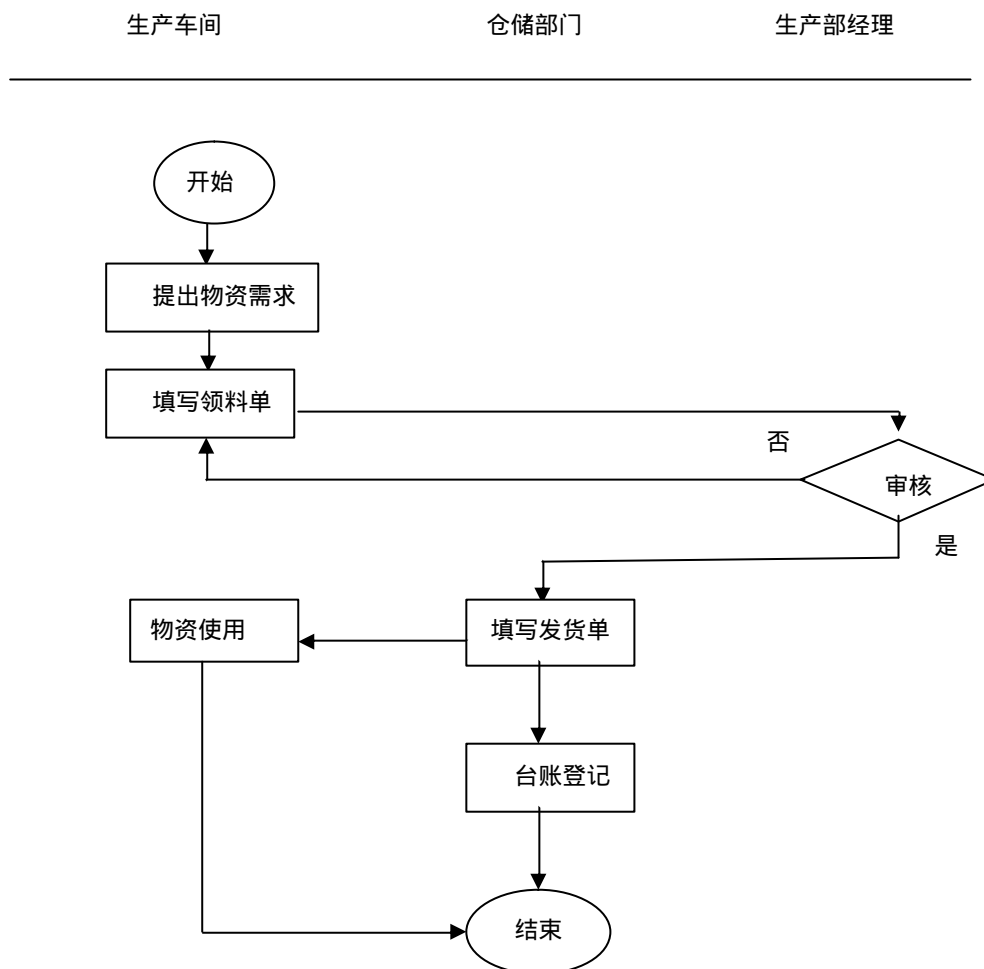 生产车间 仓储部门 生产部经理
开始
提出物资需求
填写领料单
否
审核
是
物资使用 填写发货单
台账登记
结束